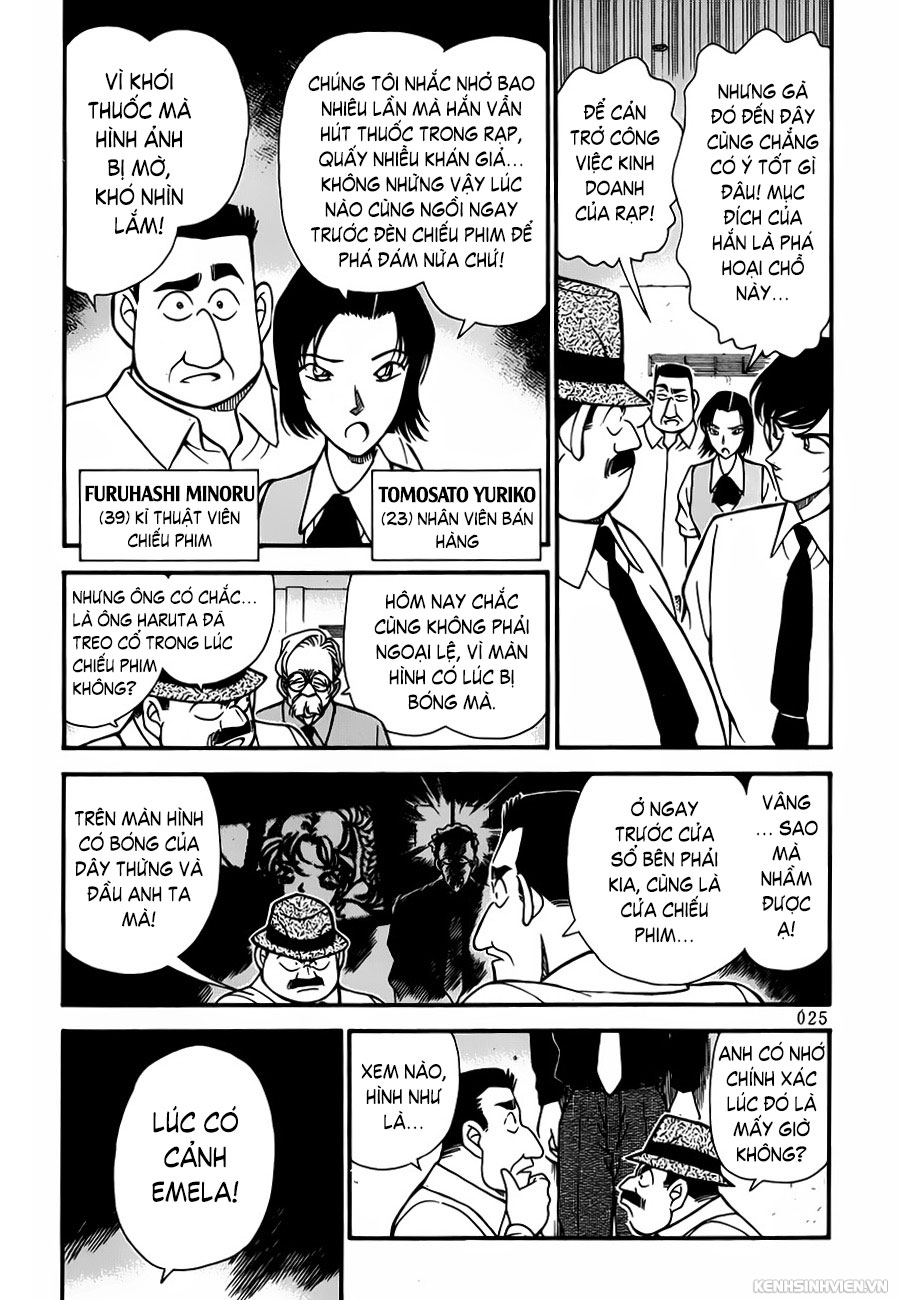 NHƯNG GÃ
ĐÓ ĐẾN ĐÂY
CŨNG CHẲNG
CÓ Ý TỐT GÌ
ĐÂU! MỤC
ĐÍCH CỦA
HẮN LÀ PHÁ
HOẠI CHỖ
NÀY...
ĐỂ CẢN
TRỞ CÔNG
VIỆC KINH
DOANH
CỦA RẠP!
CHÚNG TÔI NHẮC NHỞ BAO
NHIÊU LẦN MÀ HẮN VẪN
HÚT THUỐC TRONG RẠP,
QUẤY NHIỄU KHÁN GIẢ...
KHÔNG NHỮNG VẬY LÚC
NÀO CŨNG NGỒI NGAY
TRƯỚC ĐÈN CHIẾU PHIM ĐỂ
PHÁ ĐÁM NỮA CHỨ!
VÌ KHÓI
THUỐC MÀ
HÌNH ẢNH
BỊ MỜ,
KHÓ NHÌN
LẮM!
TOMOSATO YURIKO
(23) NHÂN VIÊN BÁN
HÀNG
FURUHASHI MINORU
(39) KĨ THUẬT VIÊN
CHIẾU PHIM
HÔM NAY CHẮC
CŨNG KHÔNG PHẢI
NGOẠI LỆ, VÌ MÀN
HÌNH CÓ LÚC BỊ
BÓNG MÀ.
NHƯNG ÔNG CÓ CHẮC...
LÀ ÔNG HARUTA ĐÃ
TREO CỔ TRONG LÚC
CHIẾU PHIM
KHÔNG?
VÂNG
... SAO
MÀ
NHẦM
ĐƯỢC
Ạ!
Ở NGAY
TRƯỚC CỬA
SỔ BÊN PHẢI
KIA, CŨNG LÀ
CỬA CHIẾU
PHIM...
TRÊN MÀN HÌNH
CÓ BÓNG CỦA
DÂY THỪNG VÀ
ĐẦU ANH TA
MÀ!
025
ANH CÓ NHỚ
CHÍNH XÁC
LÚC ĐÓ LÀ
MẤY GIỜ
KHÔNG?
XEM NÀO,
HÌNH NHƯ
LÀ...
LÚC CÓ
CẢNH
EMELA!
KENHSINHVIEN.VN